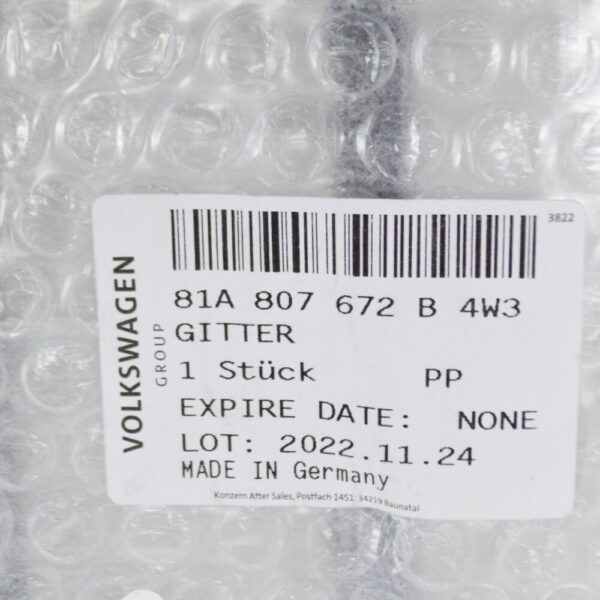 3822
81A 807 672 B 4W3
GITTER
1 Stück PP
EXPIRE DATE: NONE
LOT: 2022.11.24
MADE IN Germany
Konzern After Sales, Postfach 1451, 34219 Baunatal
VOLKSWAGEN
GROUP